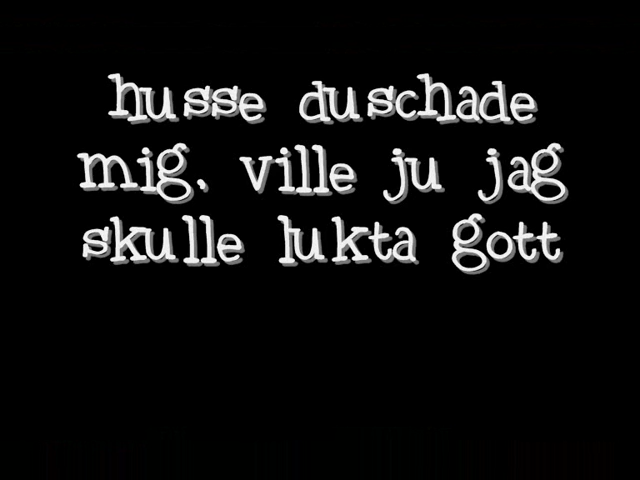 husse duschade
mig, ville ju jag
skulle lukta gott